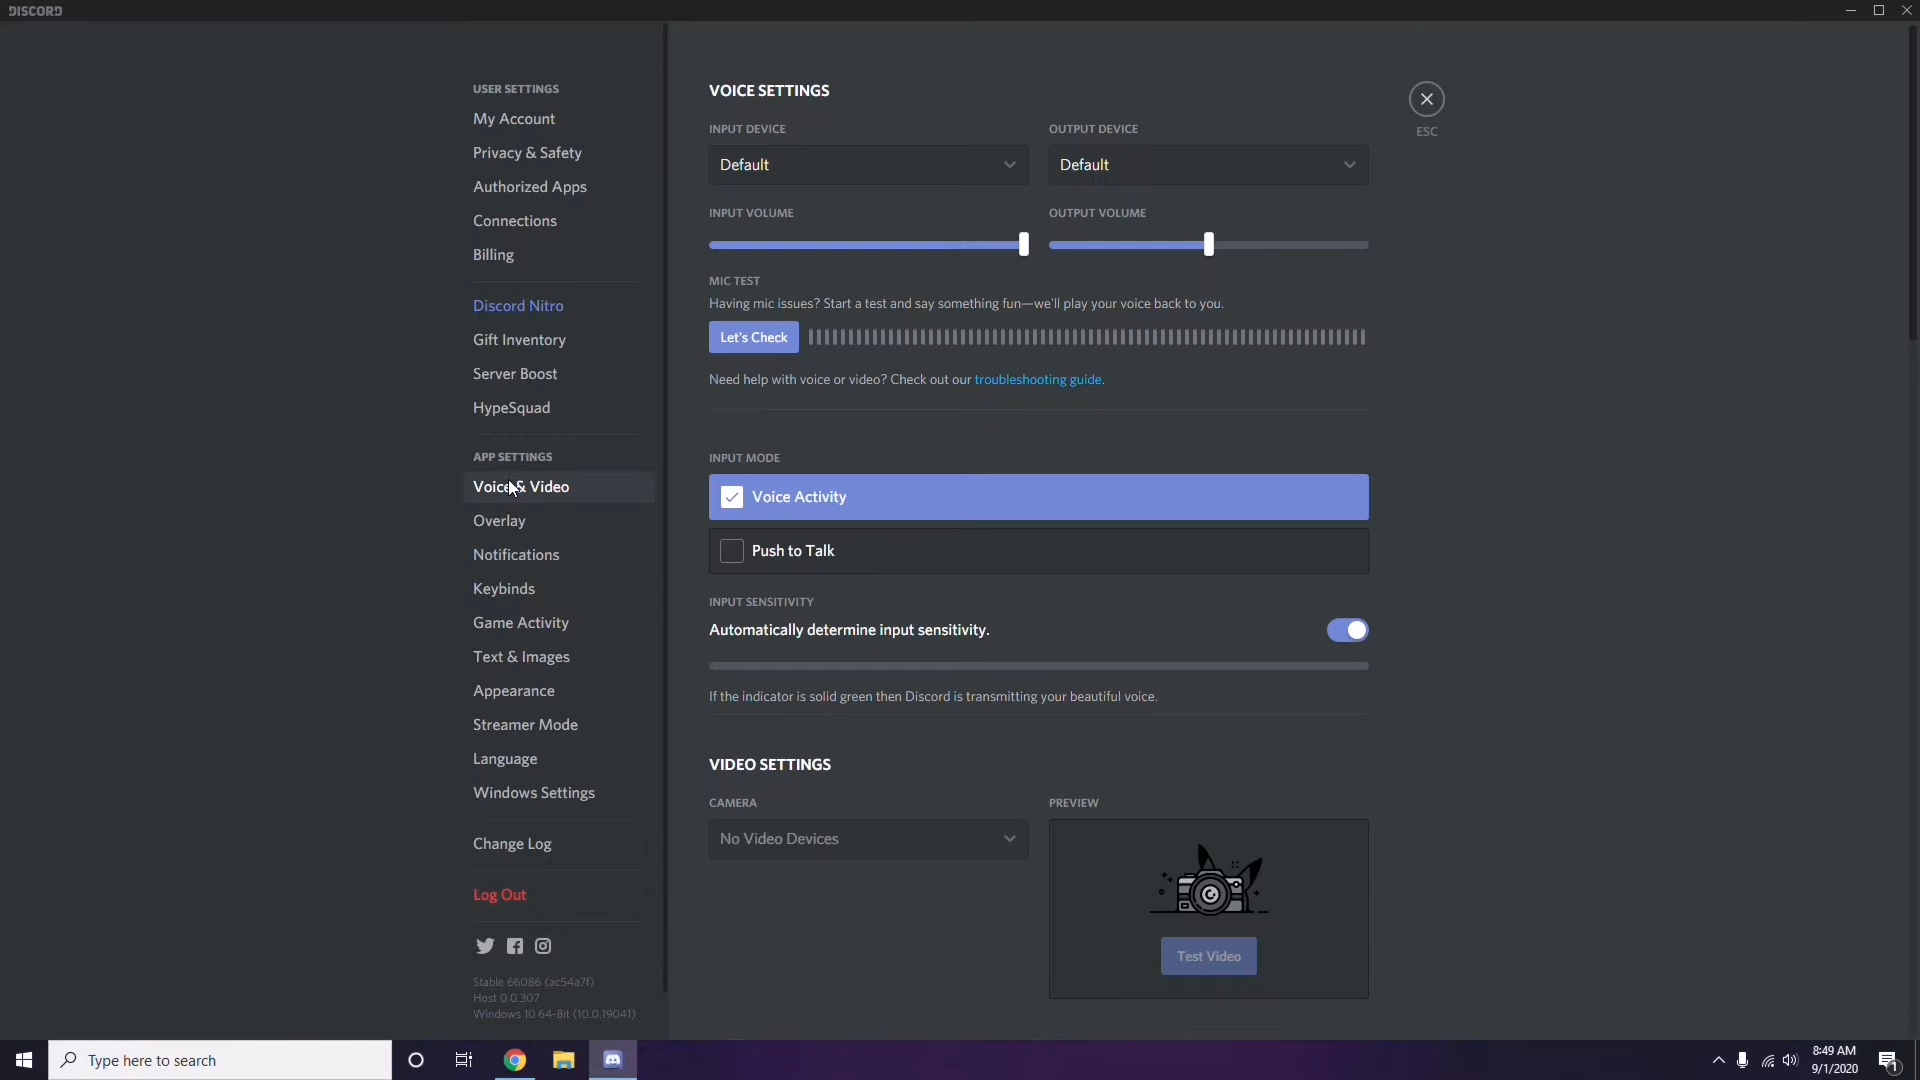 DISCORD
USER SETTINGS
My Account
Privacy & Safety
Authorized Apps
Connections
Billing
Discord Nitro
Gift Inventory
Server Boost
HypeSquad
APP SETTINGS
Voice & Video
Overlay
Notifications
Keybinds
Game Activity
Text & Images
Appearance
Streamer Mode
Language
Windows Settings
Change Log
Log Out
Stable 66086 (ac54a7f)
Host 0.0.307
Windows 10 64-Bit (10.0.19041)
VOICE SETTINGS
INPUT DEVICE
Default
OUTPUT DEVICE
Default
INPUT VOLUME
OUTPUT VOLUME
MIC TEST
Having mic issues? Start a test and say something fun—we'll play your voice back to you.
Let's Check
Need help with voice or video? Check out our troubleshooting guide.
INPUT MODE
Voice Activity
Push to Talk
INPUT SENSITIVITY
Automatically determine input sensitivity.
If the indicator is solid green then Discord is transmitting your beautiful voice.
VIDEO SETTINGS
CAMERA
No Video Devices
PREVIEW
Test Video
ESC
Type here to search
8:49 AM
9/1/2020
1